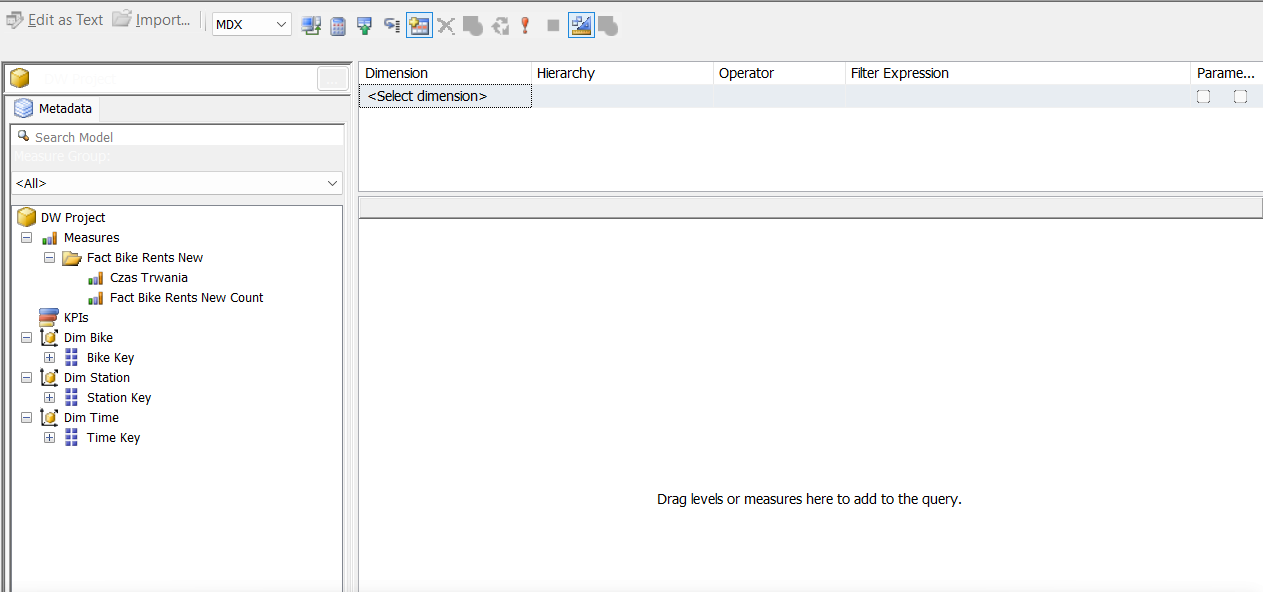 Edit as Text Import... MDX
DW Project
Metadata
Search Model
Measure Group:
<All>
DW Project
Measures
Fact Bike Rents New
Czas Trwania
Fact Bike Rents New Count
KPIs
Dim Bike
Bike Key
Dim Station
Station Key
Dim Time
Time Key
Dimension Hierarchy Operator Filter Expression Parame...
<Select dimension>
Drag levels or measures here to add to the query.